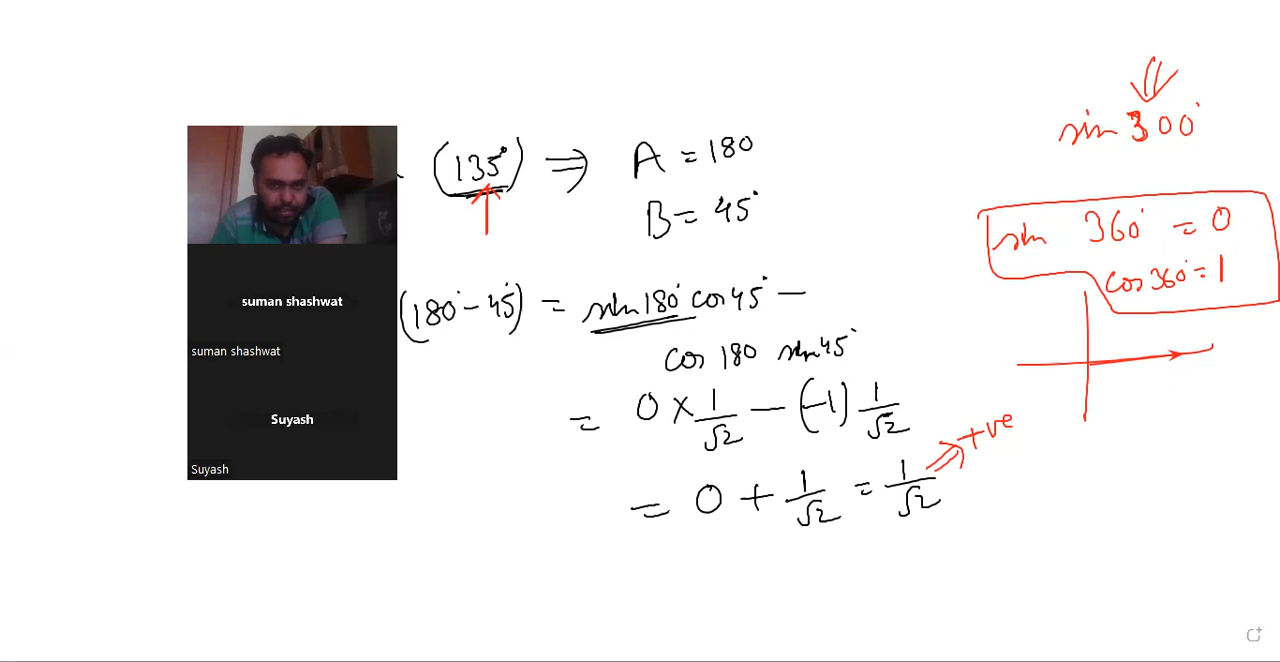 (135°) ⇒ A = 180
B = 45°
(180° - 45°) = sin 180° cos 45° -
cos 180 sin 45°
= 0 × 1/√2 - (-1) 1/√2
= 0 + 1/√2 = 1/√2 ⇒ +ve
sin 300°
sin 360° = 0
cos 360° = 1
suman shashwat
suman shashwat
Suyash
Suyash